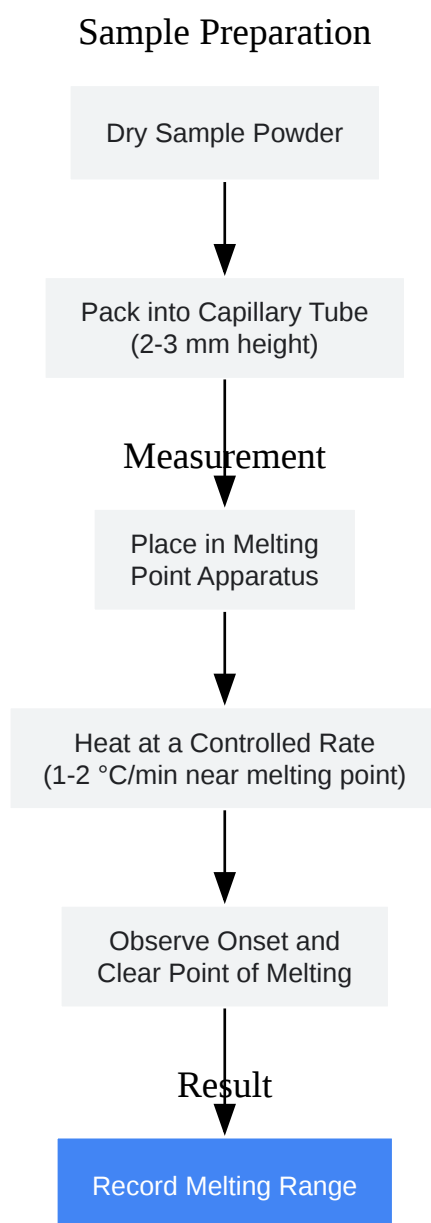 Sample Preparation
Dry Sample Powder
Pack into Capillary Tube
(2-3 mm height)
Measurement
Place in Melting
Point Apparatus
Heat at a Controlled Rate
(1-2 °C/min near melting point)
Observe Onset and
Clear Point of Melting
Result
Record Melting Range